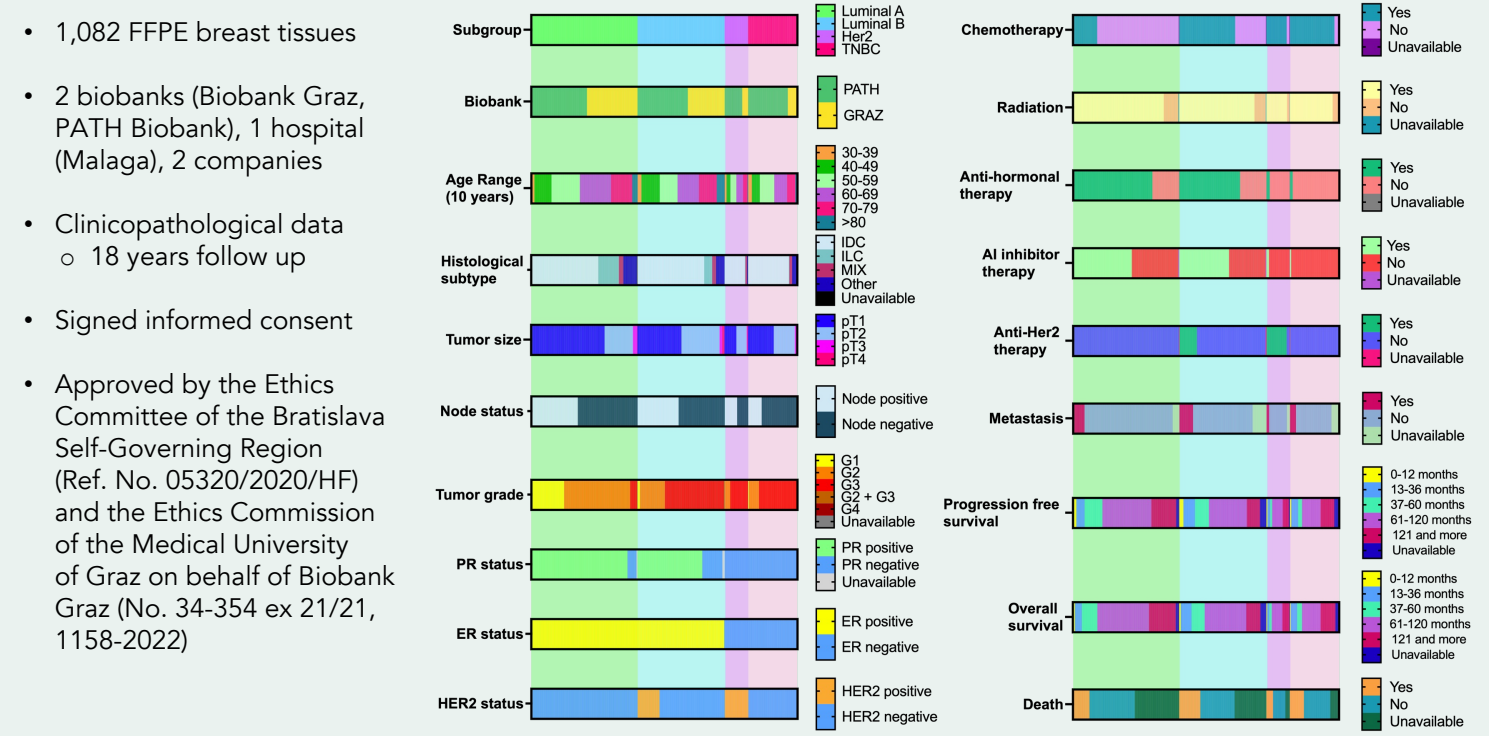 • 1,082 FFPE breast tissues
• 2 biobanks (Biobank Graz,
PATH Biobank), 1 hospital
(Malaga), 2 companies
• Clinicopathological data
o 18 years follow up
• Signed informed consent
• Approved by the Ethics
Committee of the Bratislava
Self-Governing Region
(Ref. No. 05320/2020/HF)
and the Ethics Commission
of the Medical University
of Graz on behalf of Biobank
Graz (No. 34-354 ex 21/21,
1158-2022)
Subgroup
Luminal A
Luminal B
Her2
TNBC
Biobank
PATH
GRAZ
Age Range
(10 years)
30-39
40-49
50-59
60-69
70-79
>80
Histological
subtype
IDC
ILC
MIX
Other
Unavailable
Tumor size
pT1
pT2
pT3
pT4
Node status
Node positive
Node negative
Tumor grade
G1
G2
G3
G2 + G3
G4
Unavailable
PR status
PR positive
PR negative
Unavailable
ER status
ER positive
ER negative
HER2 status
HER2 positive
HER2 negative
Chemotherapy
Yes
No
Unavailable
Radiation
Yes
No
Unavailable
Anti-hormonal
therapy
Yes
No
Unavaliable
AI inhibitor
therapy
Yes
No
Unavailable
Anti-Her2
therapy
Yes
No
Unavailable
Metastasis
Yes
No
Unavailable
Progression free
survival
0-12 months
13-36 months
37-60 months
61-120 months
121 and more
Unavailable
Overall
survival
0-12 months
13-36 months
37-60 months
61-120 months
121 and more
Unavailable
Death
Yes
No
Unavailable